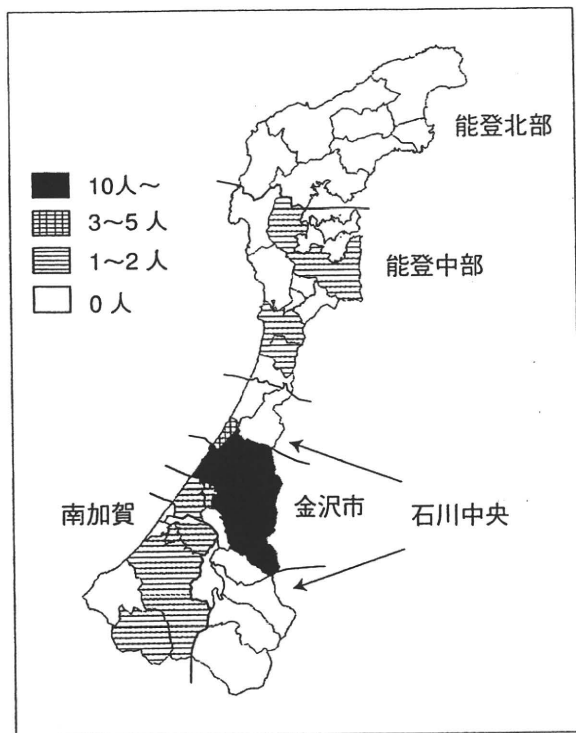 能登北部
10人～
3～5人
1～2人
0人
能登中部
南加賀
金沢市
石川中央